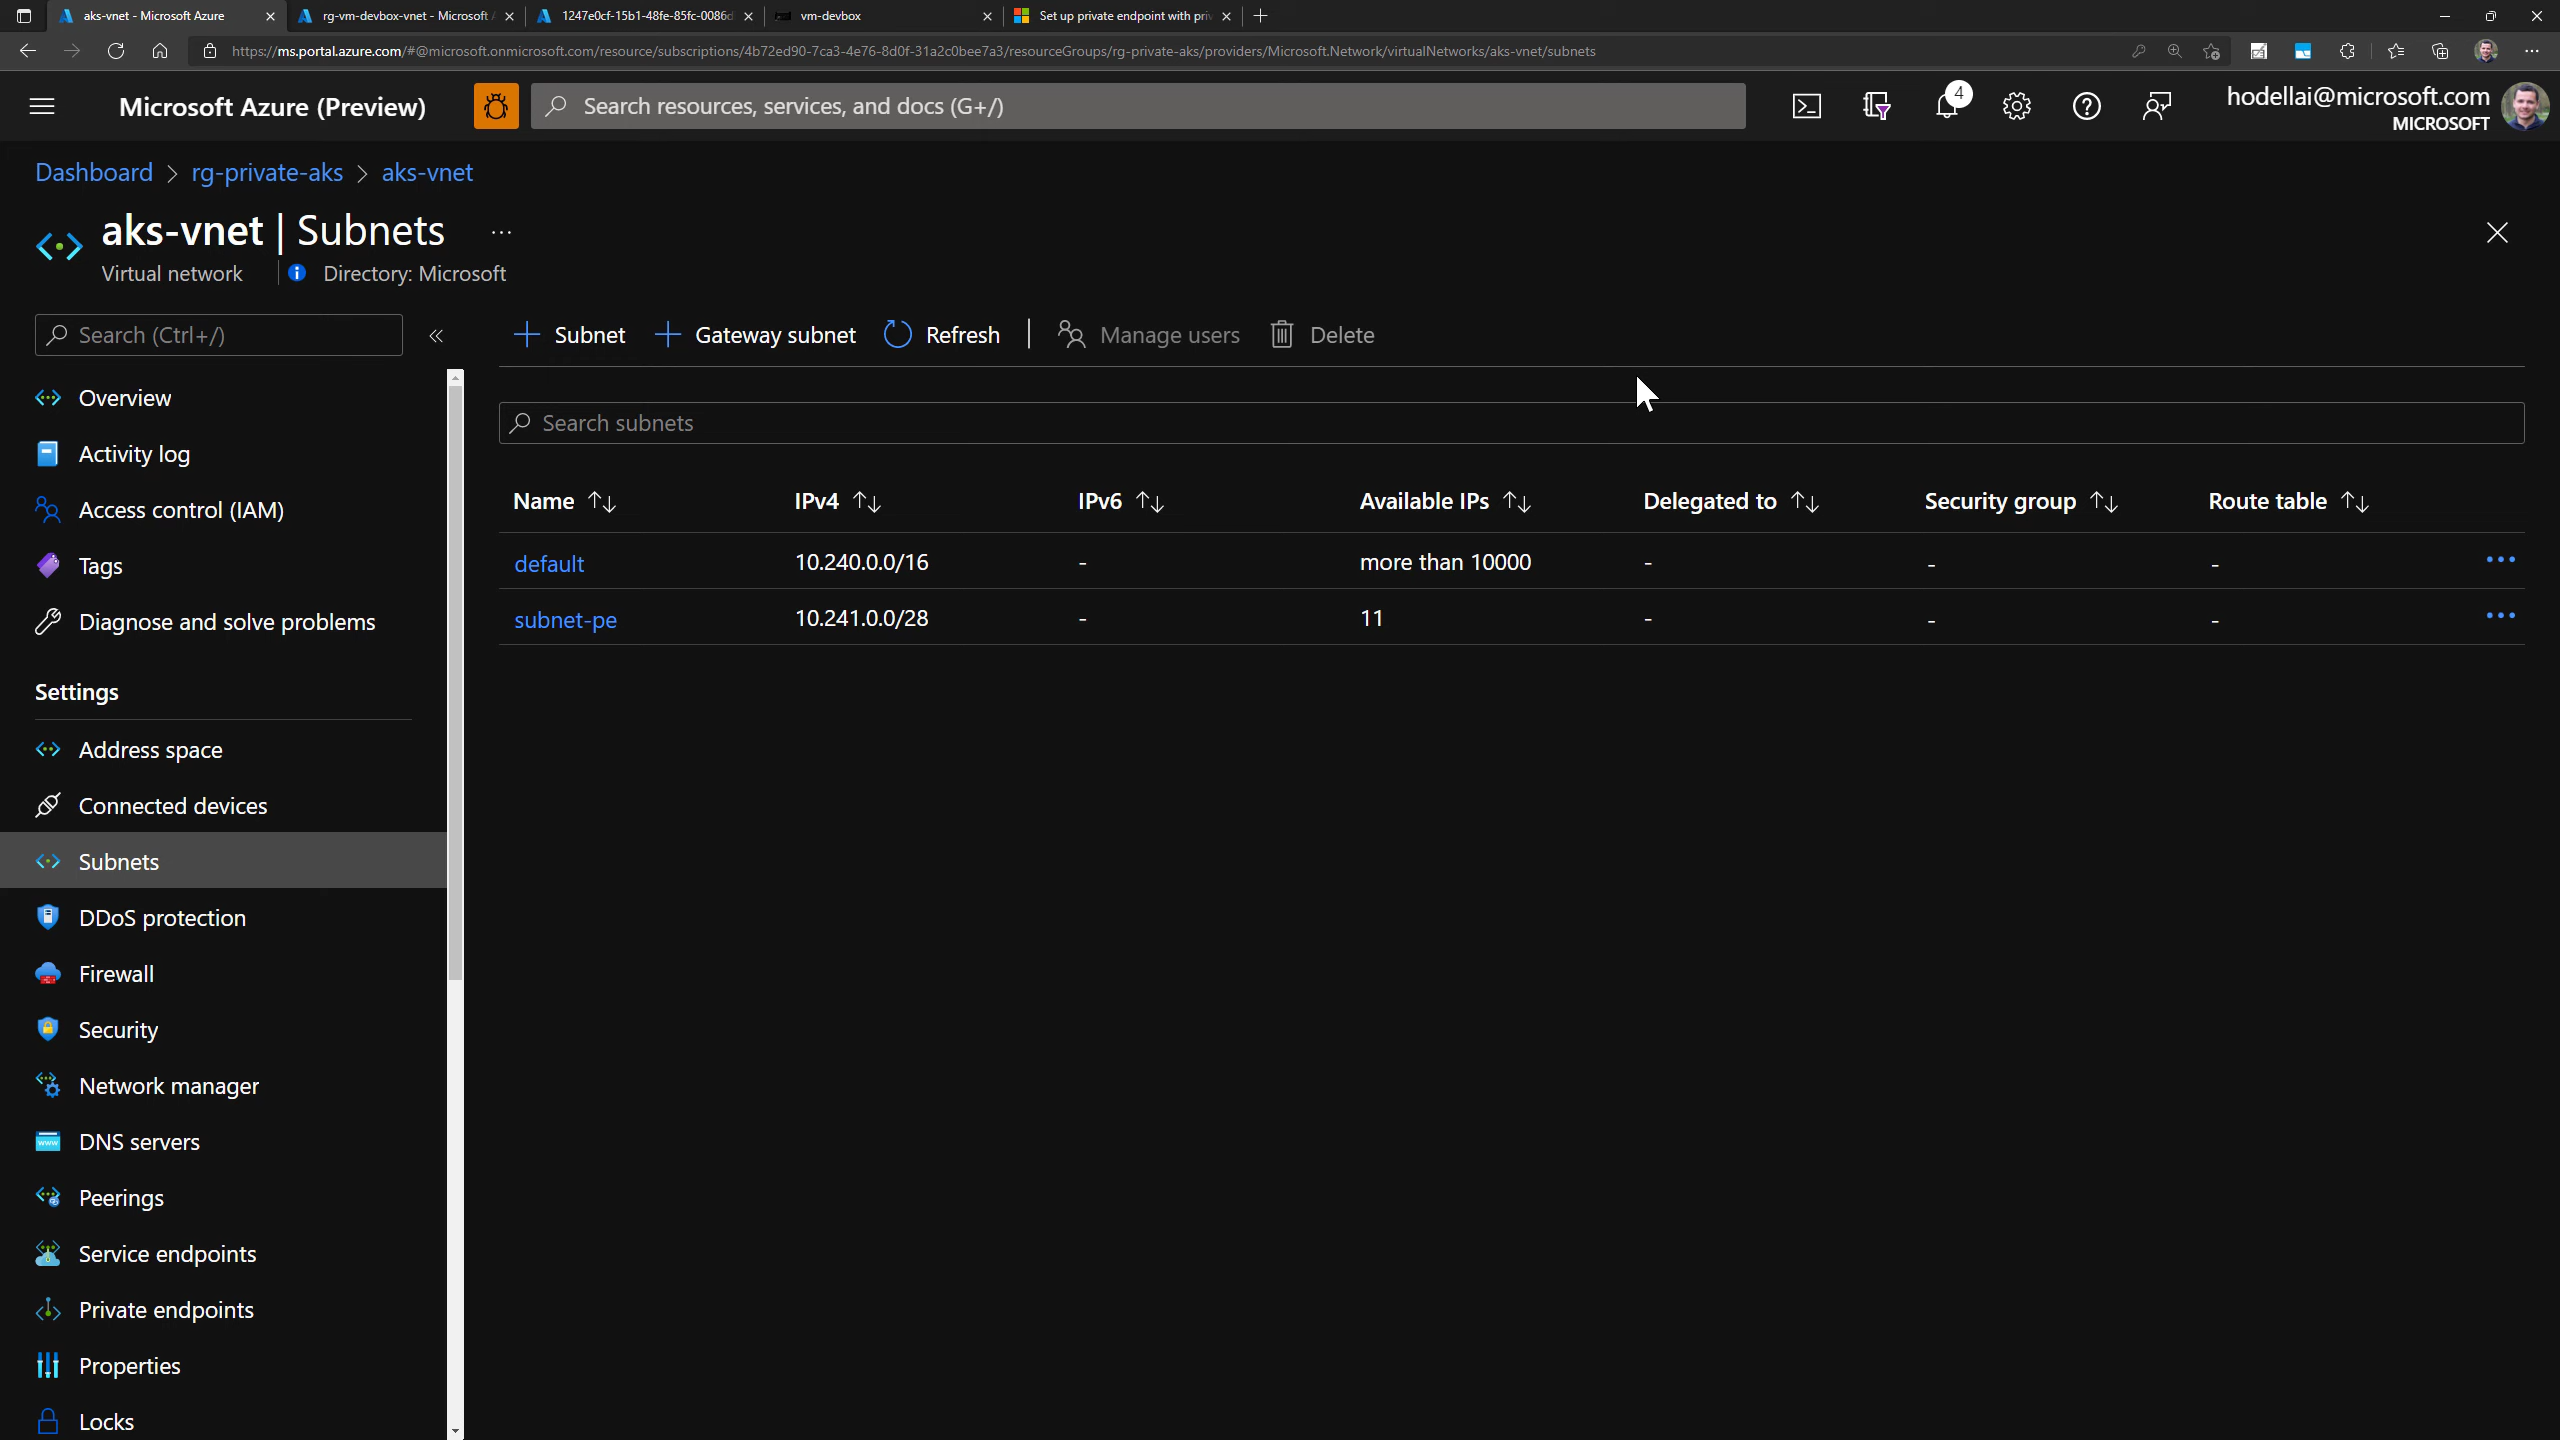 aks-vnet - Microsoft Azure
rg-vm-devbox-vnet - Microsoft
1247e0cf-15b1-48fe-85fc-0086d
vm-devbox
Set up private endpoint with priv
https://ms.portal.azure.com/#@microsoft.onmicrosoft.com/resource/subscriptions/4b72ed90-7ca3-4e76-8d0f-31a2c0bee7a3/resourceGroups/rg-private-aks/providers/Microsoft.Network/virtualNetworks/aks-vnet/subnets
Microsoft Azure (Preview)
Search resources, services, and docs (G+/)
4
hodellai@microsoft.com
MICROSOFT
Dashboard > rg-private-aks > aks-vnet
aks-vnet | Subnets ...
Virtual network
Directory: Microsoft
Search (Ctrl+/)
«
+ Subnet
+ Gateway subnet
Refresh
Manage users
Delete
Overview
Activity log
Access control (IAM)
Tags
Diagnose and solve problems
Settings
Address space
Connected devices
Subnets
DDoS protection
Firewall
Security
Network manager
DNS servers
Peerings
Service endpoints
Private endpoints
Properties
Locks
Search subnets
Name ↑↓ IPv4 ↑↓ IPv6 ↑↓ Available IPs ↑↓ Delegated to ↑↓ Security group ↑↓ Route table ↑↓
default 10.240.0.0/16 - more than 10000 - - - ...
subnet-pe 10.241.0.0/28 - 11 - - - ...